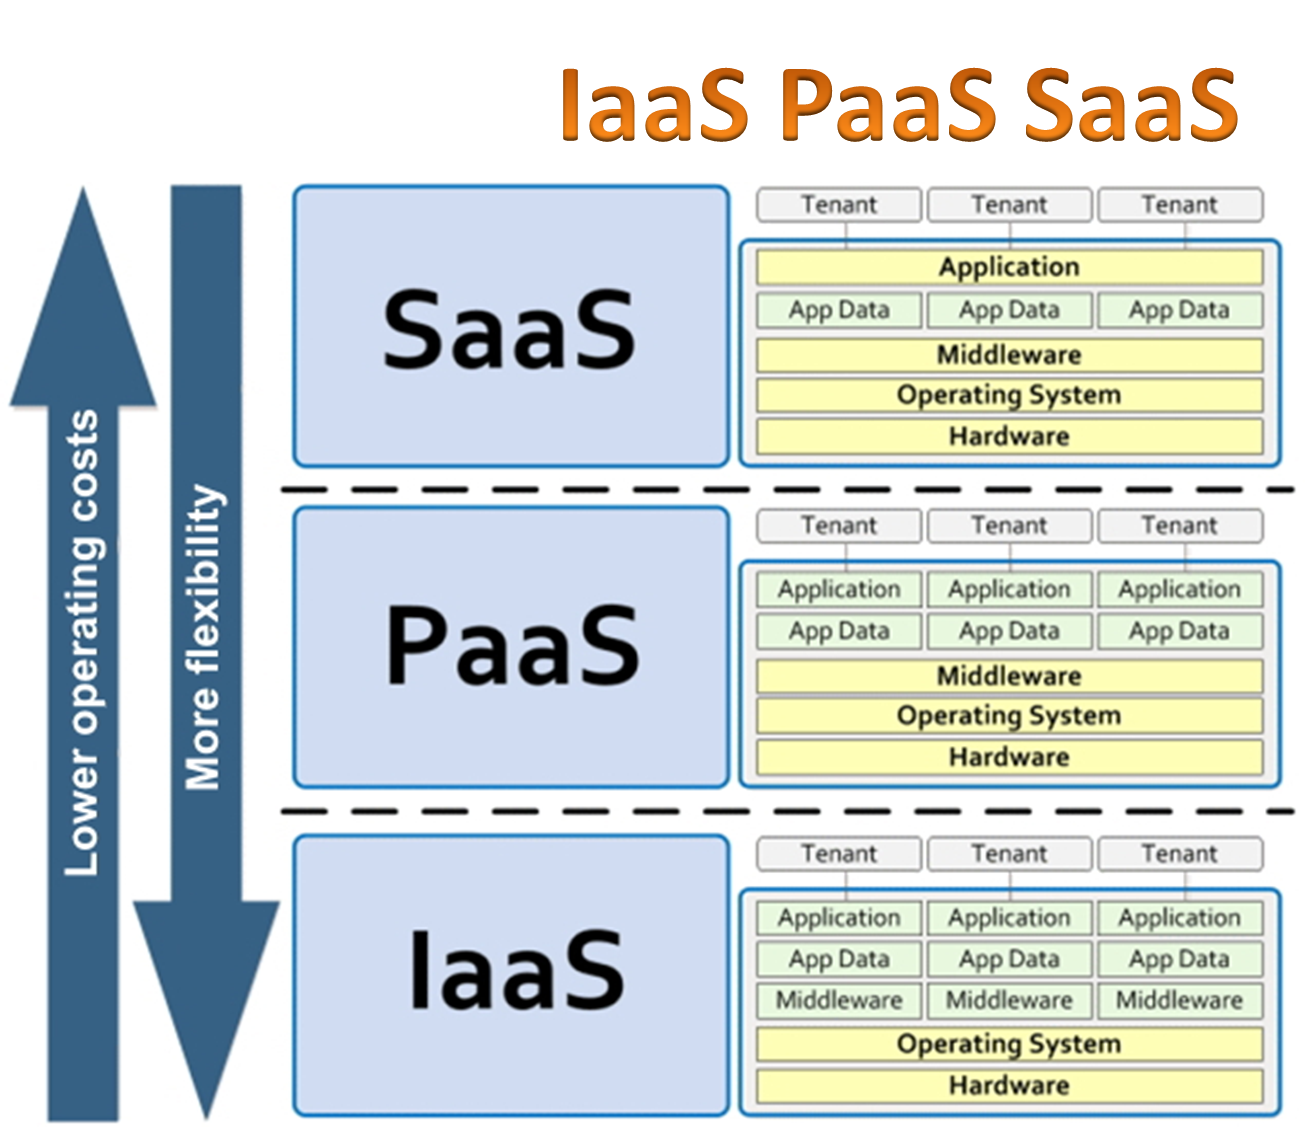 IaaS PaaS SaaS
Lower operating costs
More flexibility
SaaS
Tenant Tenant Tenant
Application
App Data App Data App Data
Middleware
Operating System
Hardware
PaaS
Tenant Tenant Tenant
Application Application Application
App Data App Data App Data
Middleware
Operating System
Hardware
IaaS
Tenant Tenant Tenant
Application Application Application
App Data App Data App Data
Middleware Middleware Middleware
Operating System
Hardware